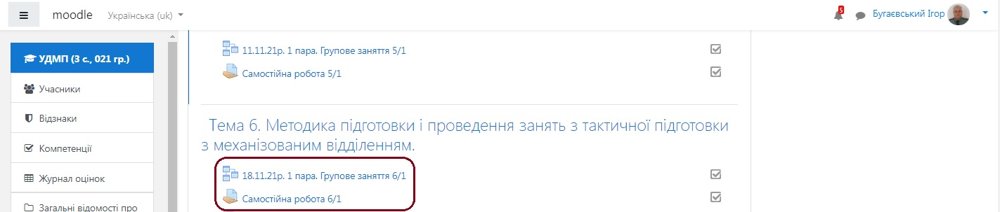 moodle Українська (uk)
5
Бугаєвський Ігор
УДМП (3 с., 021 гр.)
Учасники
Відзнаки
Компетенції
Журнал оцінок
Загальні відомості про
11.11.21р. 1 пара. Групове заняття 5/1
Самостійна робота 5/1
Тема 6. Методика підготовки і проведення занять з тактичної підготовки
з механізованим відділенням.
18.11.21р. 1 пара. Групове заняття 6/1
Самостійна робота 6/1